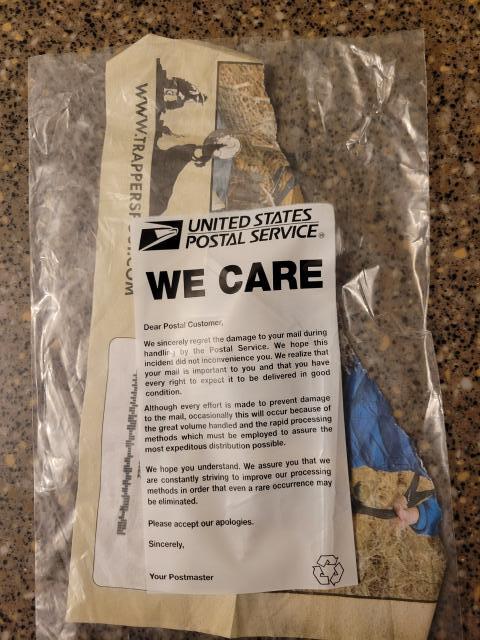 WWW.TRAPPERS
.COM
UNITED STATES
POSTAL SERVICE®
WE CARE
Dear Postal Customer,
We sincerely regret the damage to your mail during
handling by the Postal Service. We hope this
incident did not inconvenience you. We realize that
your mail is important to you and that you have
every right to expect it to be delivered in good
condition.
Although every effort is made to prevent damage
to the mail, occasionally this will occur because of
the great volume handled and the rapid processing
methods which must be employed to assure the
most expeditous distribution possible.
We hope you understand. We assure you that we
are constantly striving to improve our processing
methods in order that even a rare occurrence may
be eliminated.
Please accept our apologies.
Sincerely,
Your Postmaster